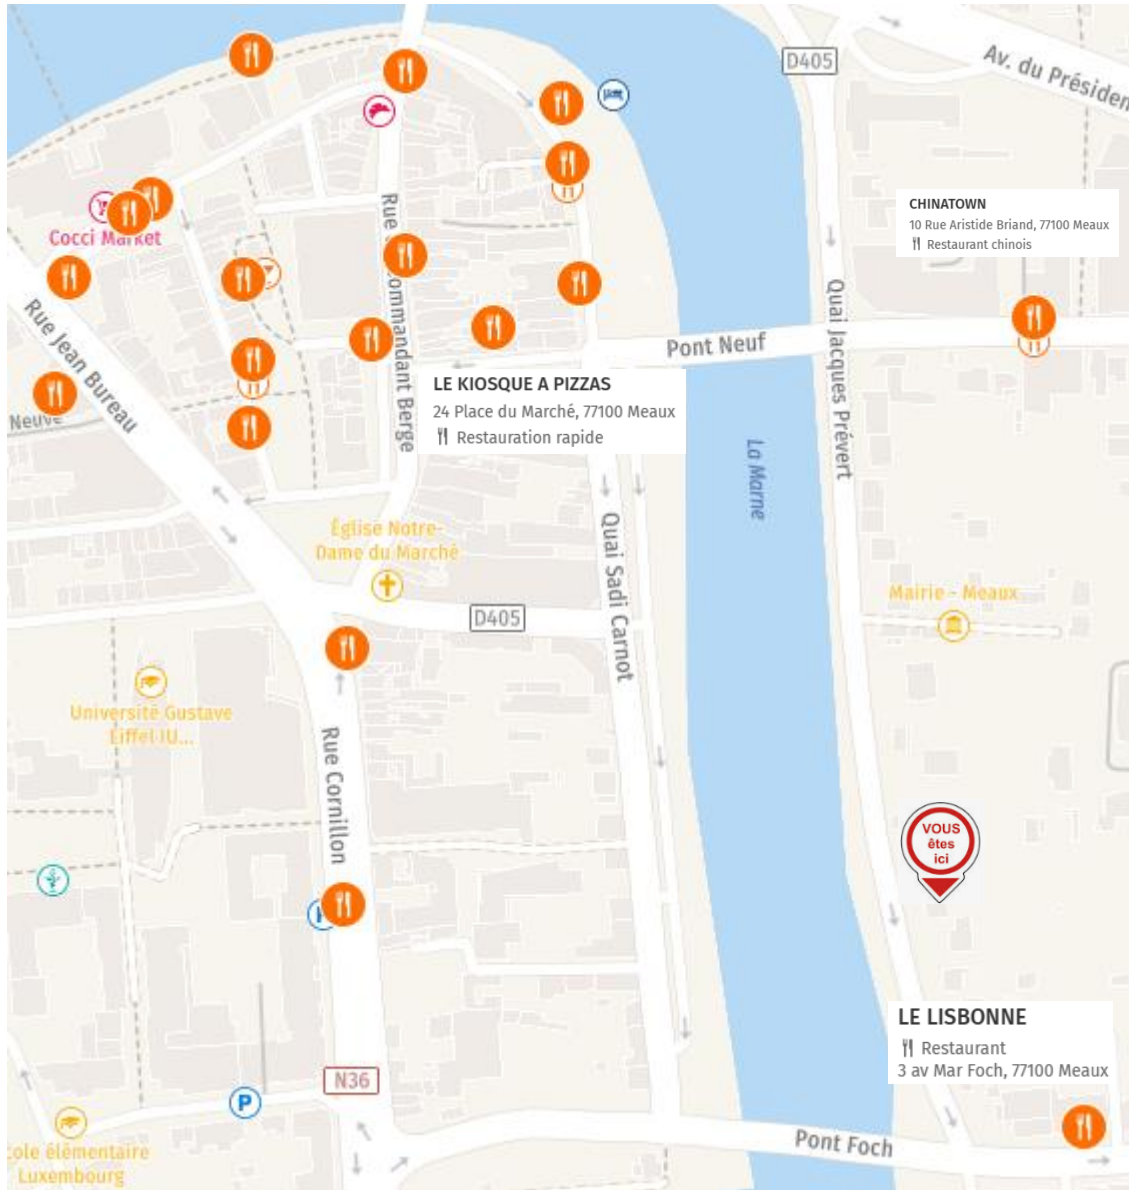 D405
Av. du Présiden
CHINATOWN
10 Rue Aristide Briand, 77100 Meaux
Restaurant chinois
Cocci Market
Rue
ommandant Berge
Rue Jean Bureau
Neuve
Pont Neuf
Quai Jacques Prévert
LE KIOSQUE A PIZZAS
24 Place du Marché, 77100 Meaux
Restauration rapide
La Marne
Église Notre-
Dame du Marché
Quai Sadi Carnot
D405
Mairie - Meaux
Université Gustave
Eiffel IU...
Rue Cornillon
VOUS
êtes
ici
LE LISBONNE
Restaurant
3 av Mar Foch, 77100 Meaux
N36
P
Pont Foch
cole élémentaire
Luxembourg